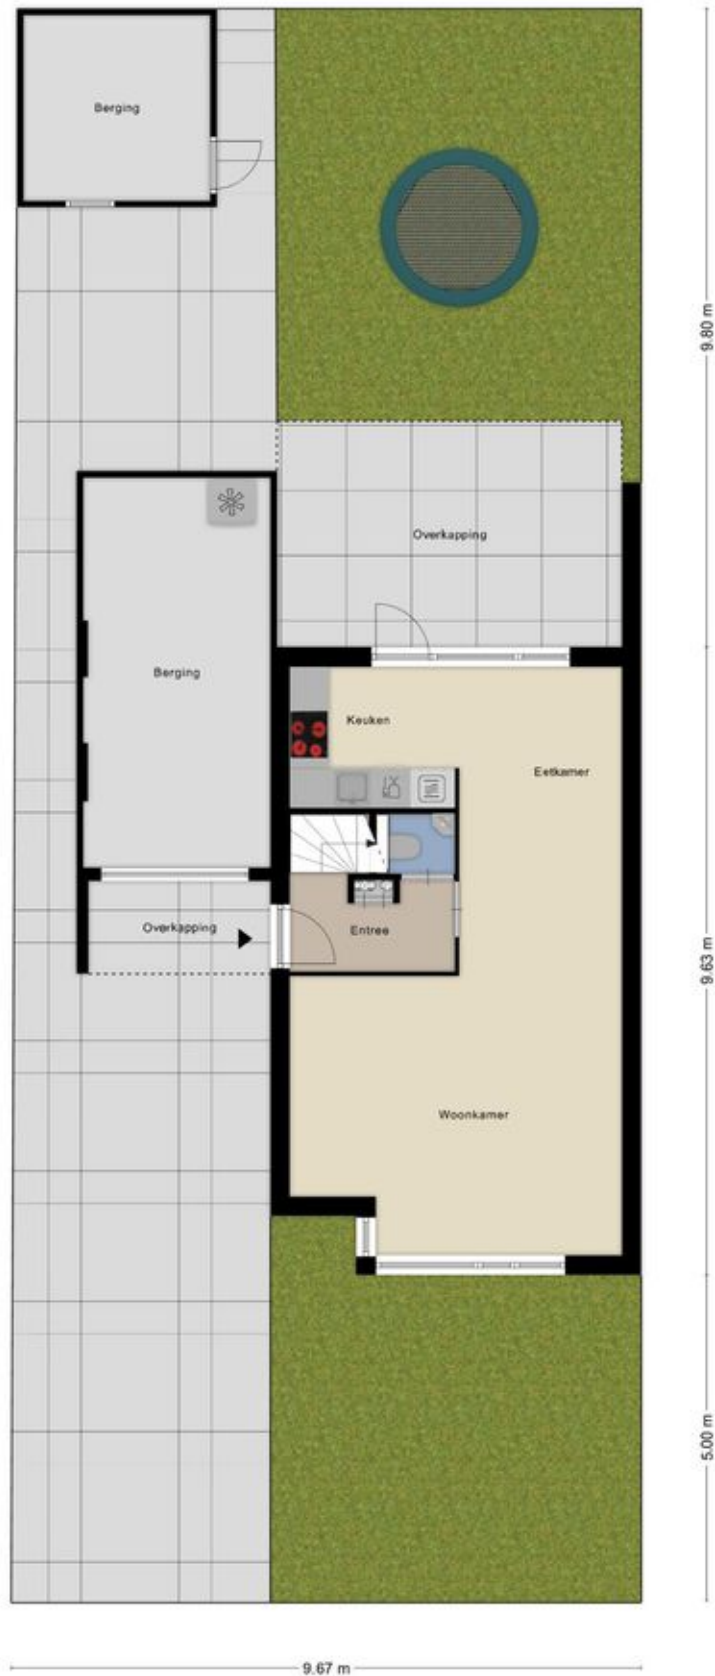 Berging
9.80 m
Overkapping
Berging
Keuken
Eetkamer
Overkapping
Entree
9.63 m
Woonkamer
5.00 m
9.67 m